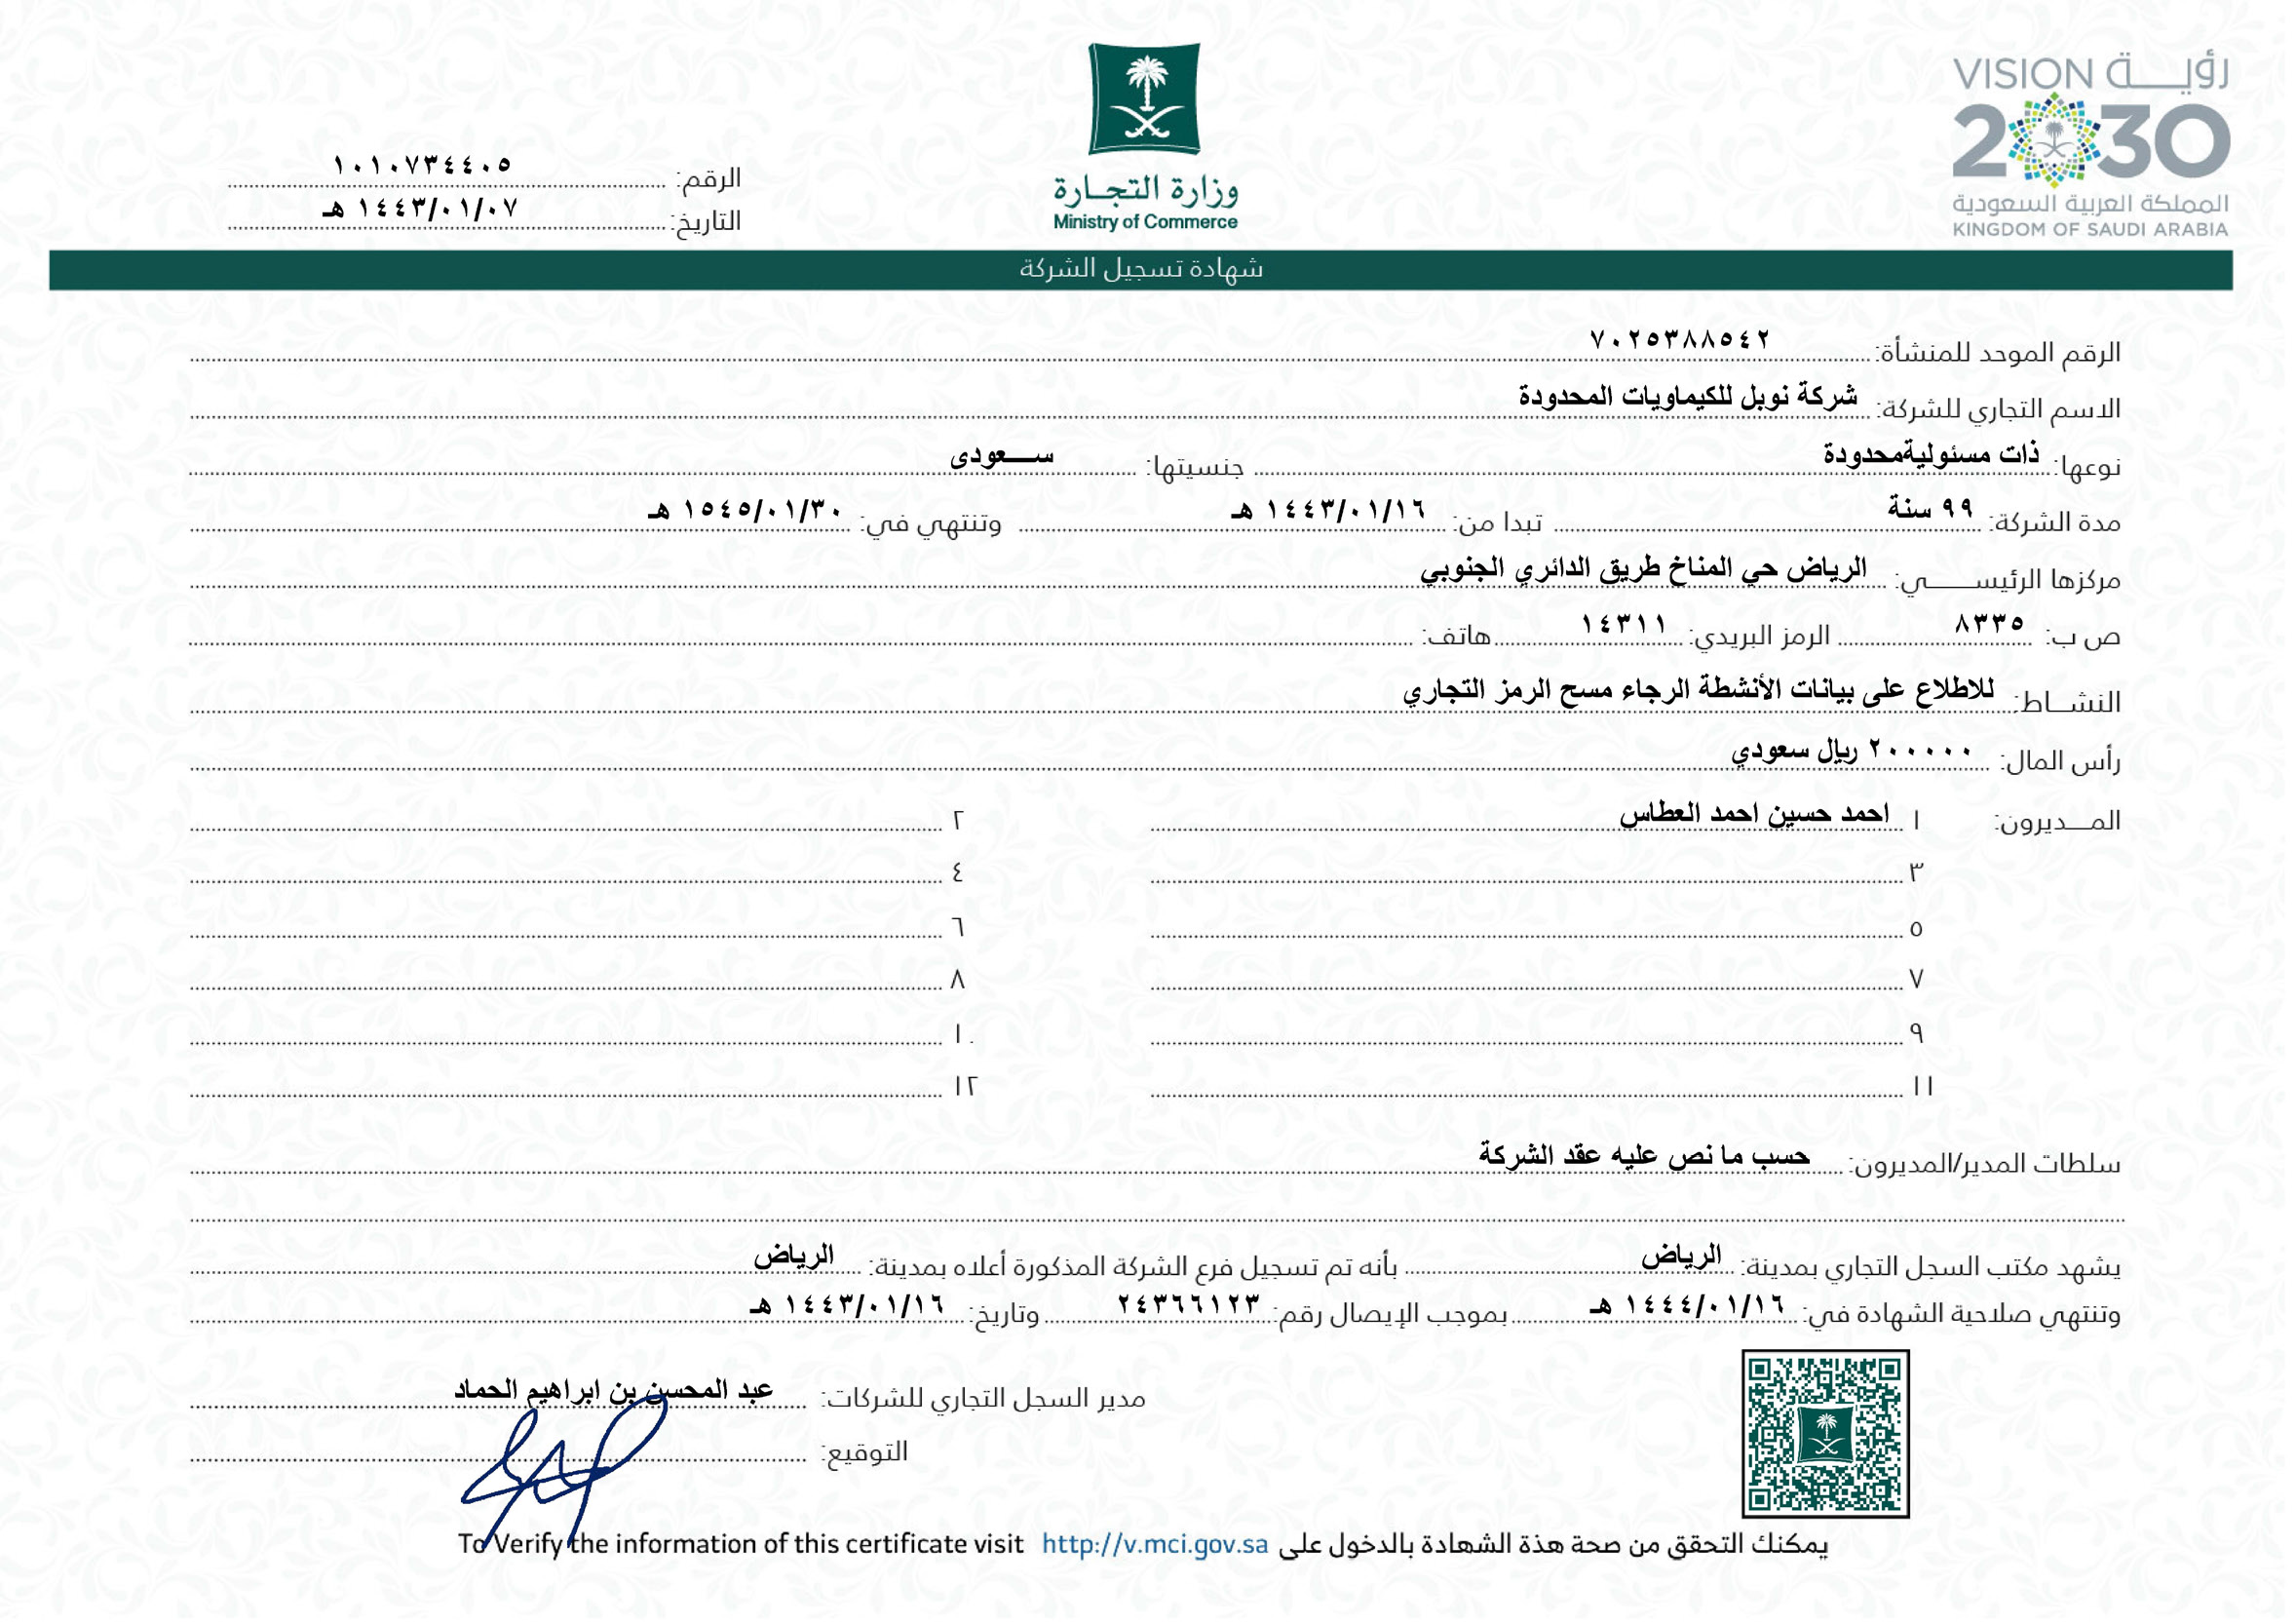 رؤيـــة VISION
2030
المملكة العربية السعودية
KINGDOM OF SAUDI ARABIA
وزارة التجـارة
Ministry of Commerce
الرقم: ١٠١٠٧٣٤٤٠٥
التاريخ: ١٤٤٣/٠١/٠٧ هـ
شهادة تسجيل الشركة
الرقم الموحد للمنشأة: ٧٠٢٥٣٨٨٥٤٢
الاسم التجاري للشركة: شركة نوبل للكيماويات المحدودة
نوعها: ذات مسئوليةمحدودة جنسيتها: ســـعودى
مدة الشركة: ٩٩ سنة تبدا من: ١٤٤٣/٠١/١٦ هـ وتنتهي في: ١٥٤٥/٠١/٣٠ هـ
مركزها الرئيســـي: الرياض حي المناخ طريق الدائري الجنوبي
ص ب: ٨٣٣٥ الرمز البريدي: ١٤٣١١ هاتف:
النشــاط: للاطلاع على بيانات الأنشطة الرجاء مسح الرمز التجاري
رأس المال: ٢٠٠٠٠٠ ريال سعودي
المـــديرون: ١ احمد حسين احمد العطاس ٢
٣ ٤
٥ ٦
٧ ٨
٩ ١٠
١١ ١٢
سلطات المدير/المديرون: حسب ما نص عليه عقد الشركة
يشهد مكتب السجل التجاري بمدينة: الرياض بأنه تم تسجيل فرع الشركة المذكورة أعلاه بمدينة: الرياض
وتنتهي صلاحية الشهادة في: ١٤٤٤/٠١/١٦ هـ بموجب الإيصال رقم: ٢٤٣٦٦١٢٣ وتاريخ: ١٤٤٣/٠١/١٦ هـ
مدير السجل التجاري للشركات: عبد المحسن بن ابراهيم الحماد
التوقيع:
يمكنك التحقق من صحة هذة الشهادة بالدخول على http://v.mci.gov.sa To Verify the information of this certificate visit